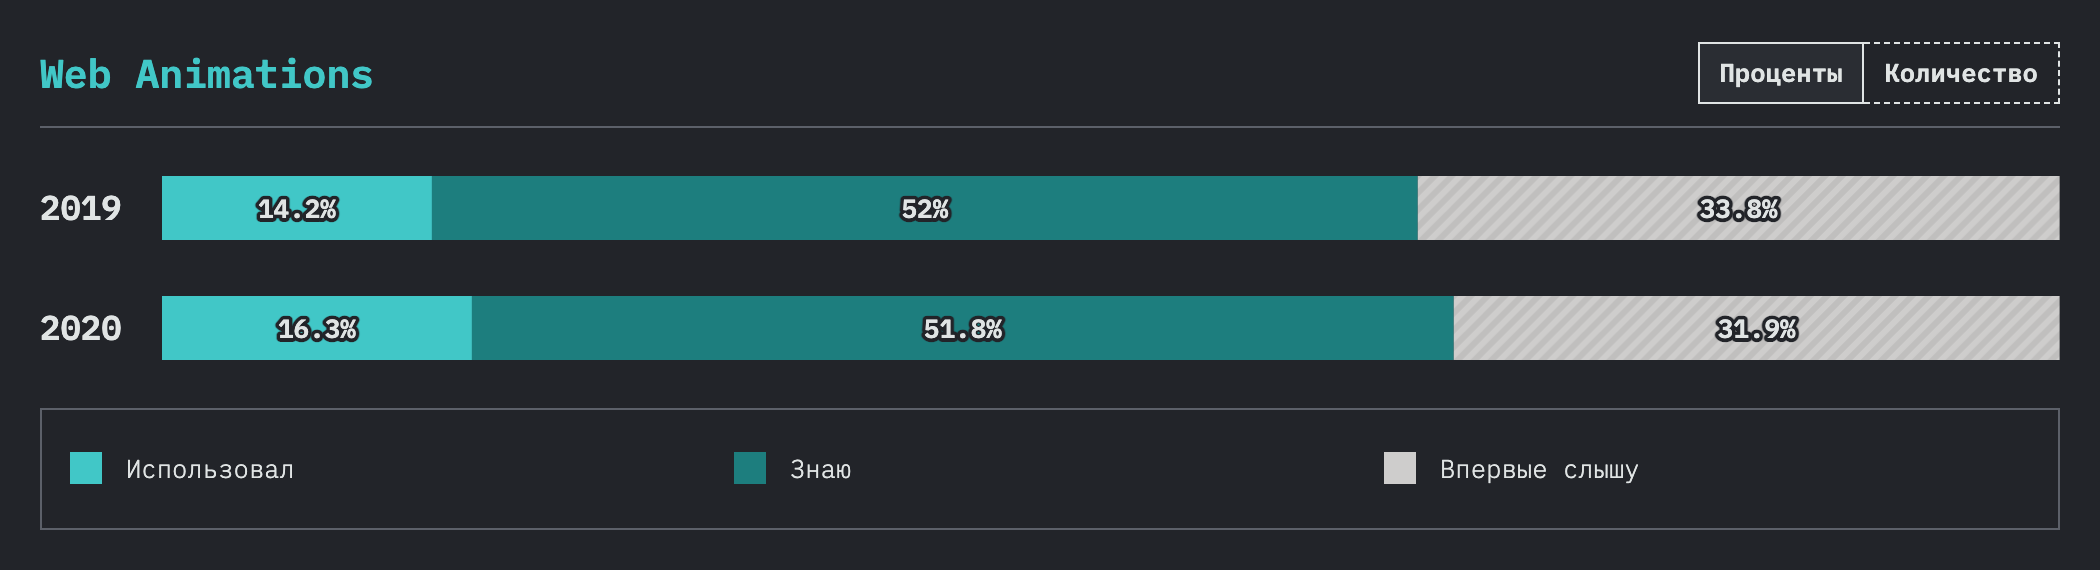 Web Animations
Проценты Количество
2019 14.2% 52% 33.8%
2020 16.3% 51.8% 31.9%
Использовал Знаю Впервые слышу